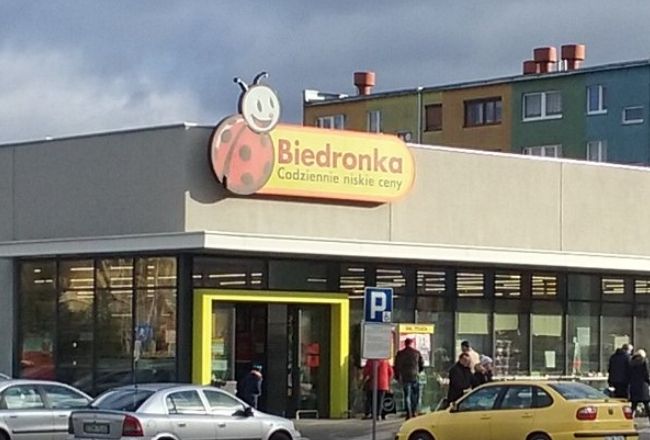 Biedronka
Codziennie niskie ceny
P